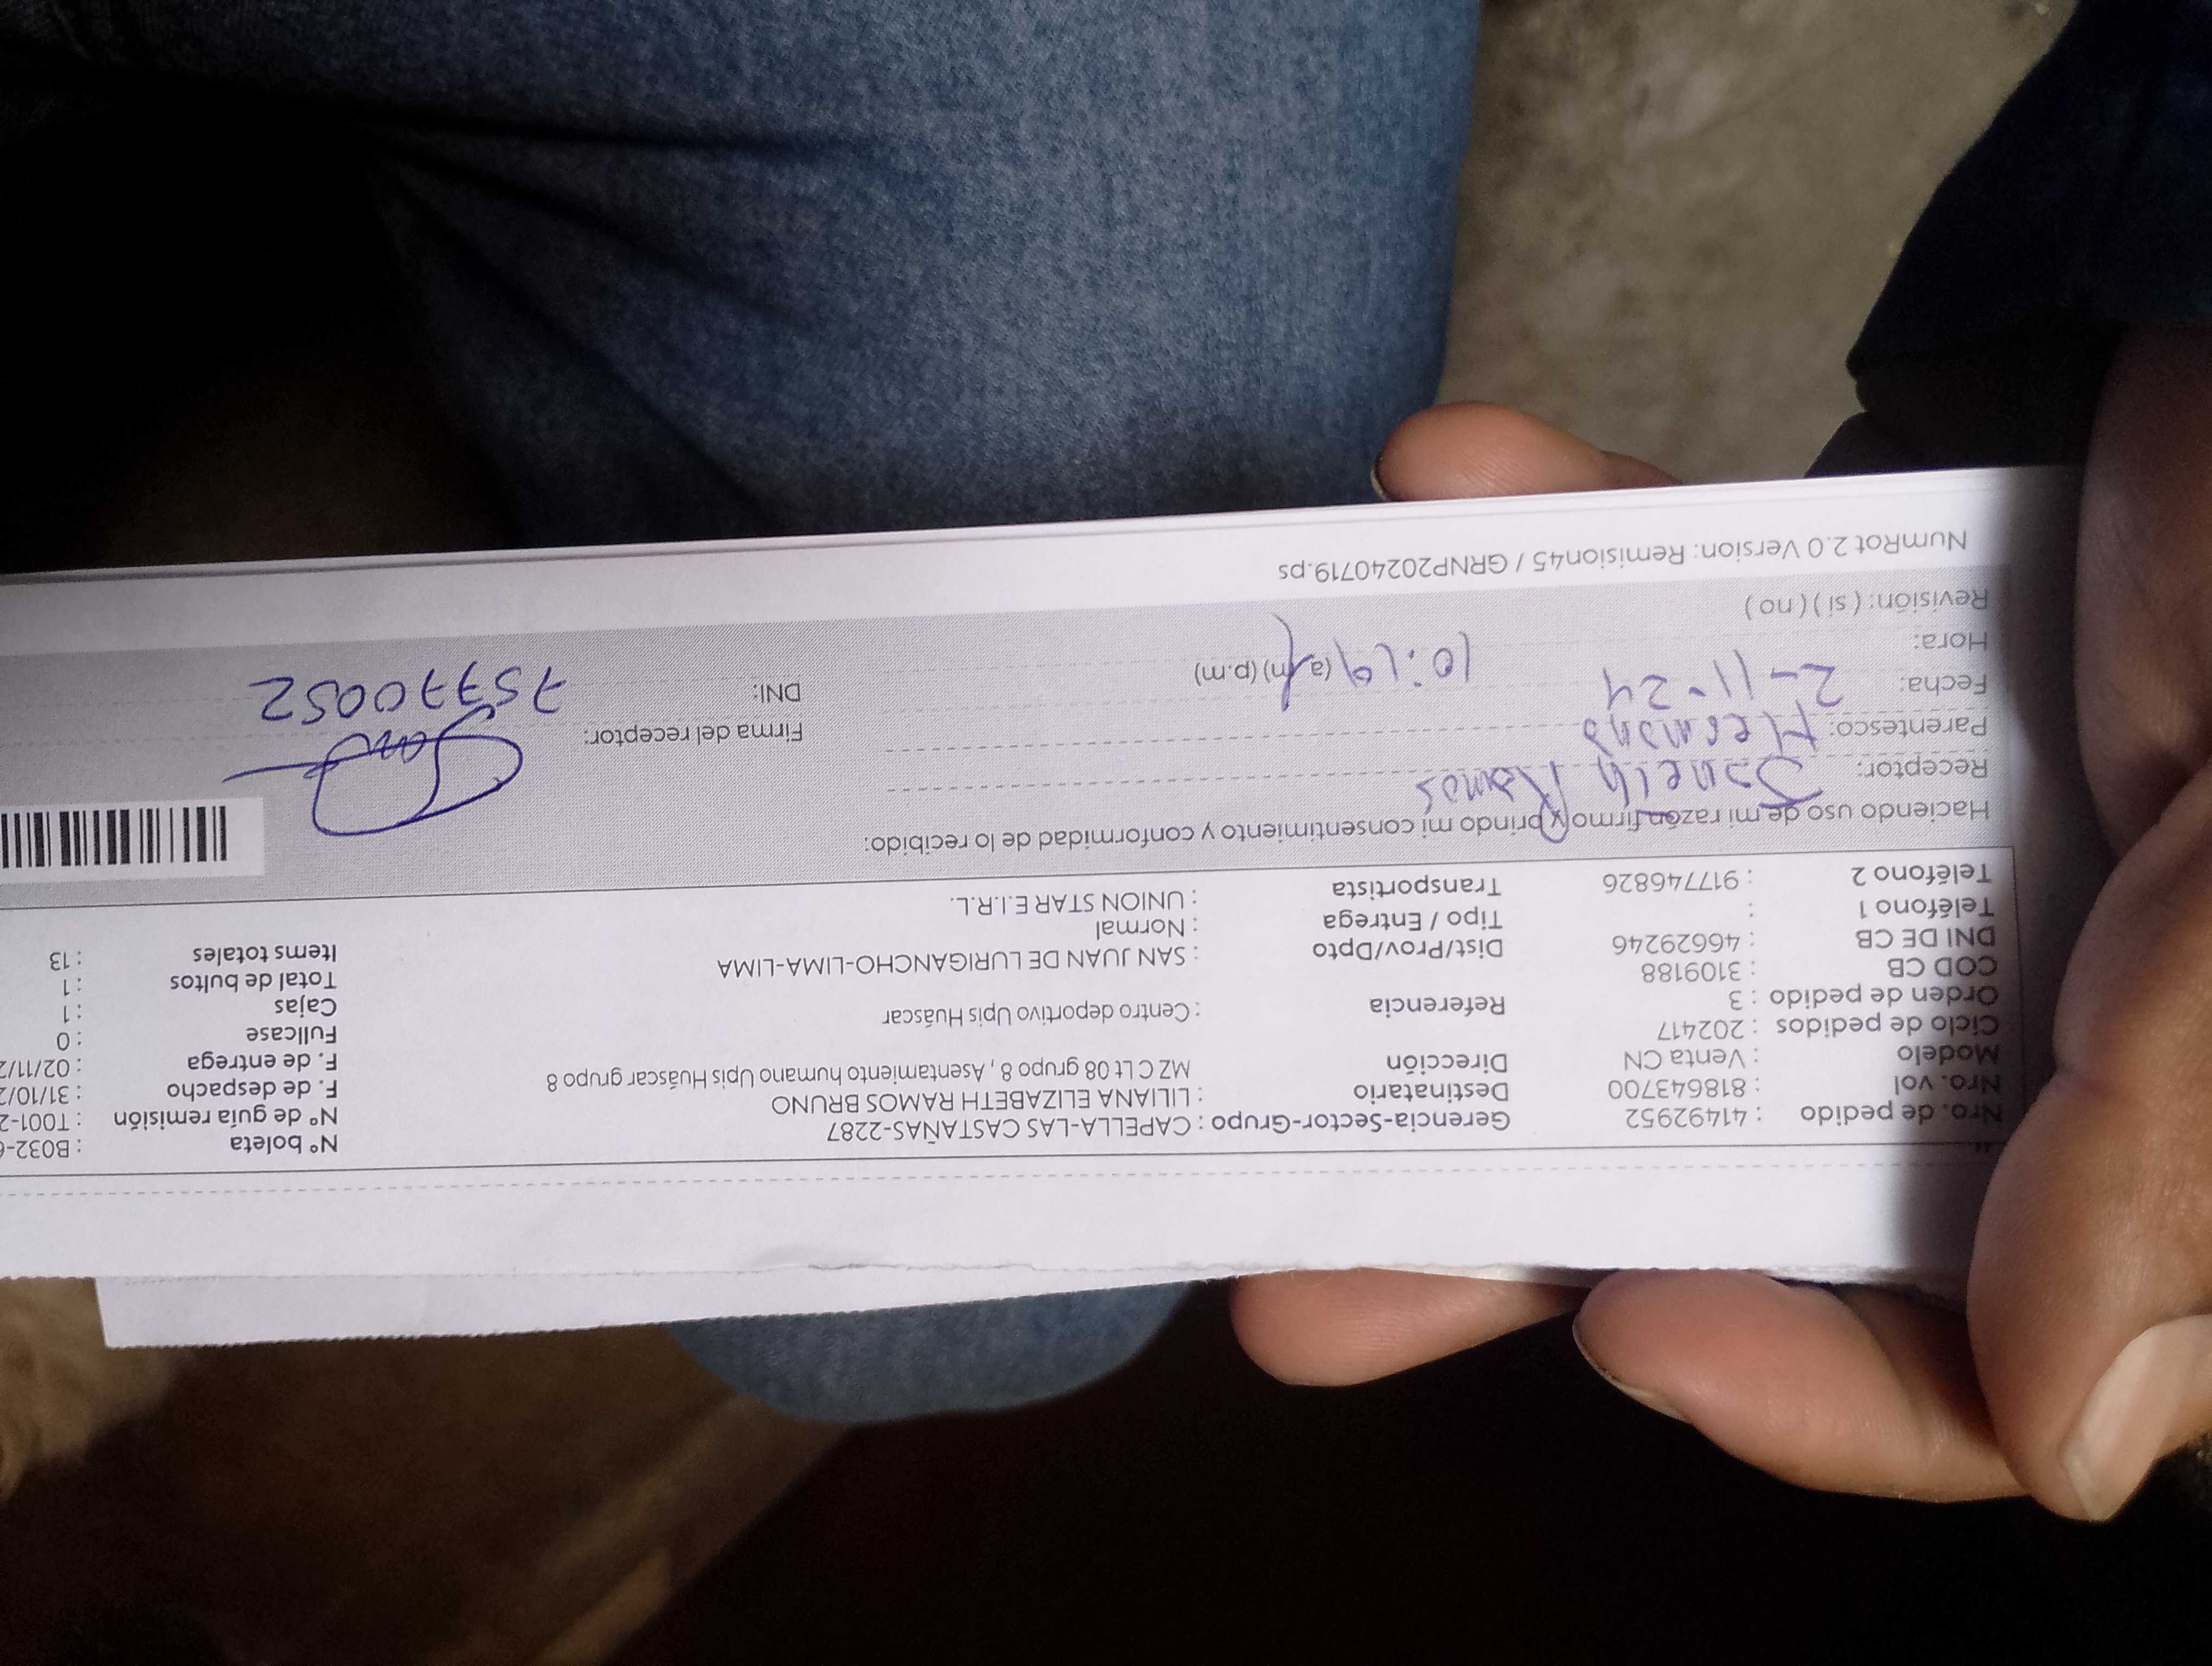 Nro. de pedido : 41492952
Nro. vol : 818643700
Modelo : Venta CN
Ciclo de pedidos : 202417
Orden de pedido : 3
COD CB : 3109188
DNI DE CB : 46629246
Teléfono 1 :
Teléfono 2 : 917746826
Gerencia-Sector-Grupo : CAPELLA-LAS CASTAÑAS-2287
Destinatario : LILIANA ELIZABETH RAMOS BRUNO
Dirección MZ C Lt 08 grupo 8 , Asentamiento humano Upis Huáscar grupo 8
Referencia : Centro deportivo Upis Huáscar
Dist/Prov/Dpto : SAN JUAN DE LURIGANCHO-LIMA-LIMA
Tipo / Entrega : Normal
Transportista : UNION STAR E.I.R.L.
N° boleta : B032-
N° de guía remisión : T001-2
F. de despacho : 31/10/2
F. de entrega : 02/11/2
Fullcase : 0
Cajas : 1
Total de bultos : 1
Items totales : 13
Haciendo uso de mi razón firmo y brindo mi consentimiento y conformidad de lo recibido:
Receptor: Ramos
Parentesco: Hermana
Fecha: 2-11-24
Hora: 10:19 (a.m) (p.m)
Revisión: ( si ) ( no )
Firma del receptor:
DNI: 75770052
NumRot 2.0 Version: Remision45 / GRNP20240719.ps